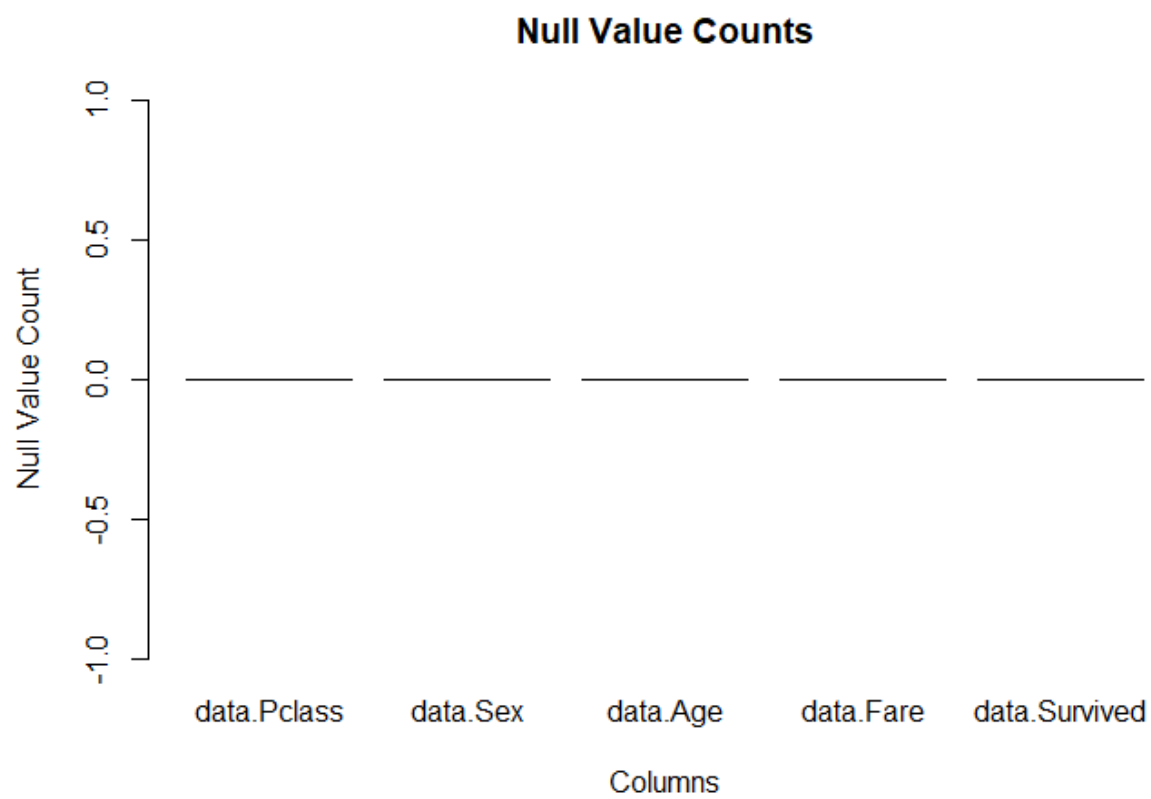 Null Value Counts
1.0
0.5
0.0
-0.5
-1.0
Null Value Count
data.Pclass data.Sex data.Age data.Fare data.Survived
Columns